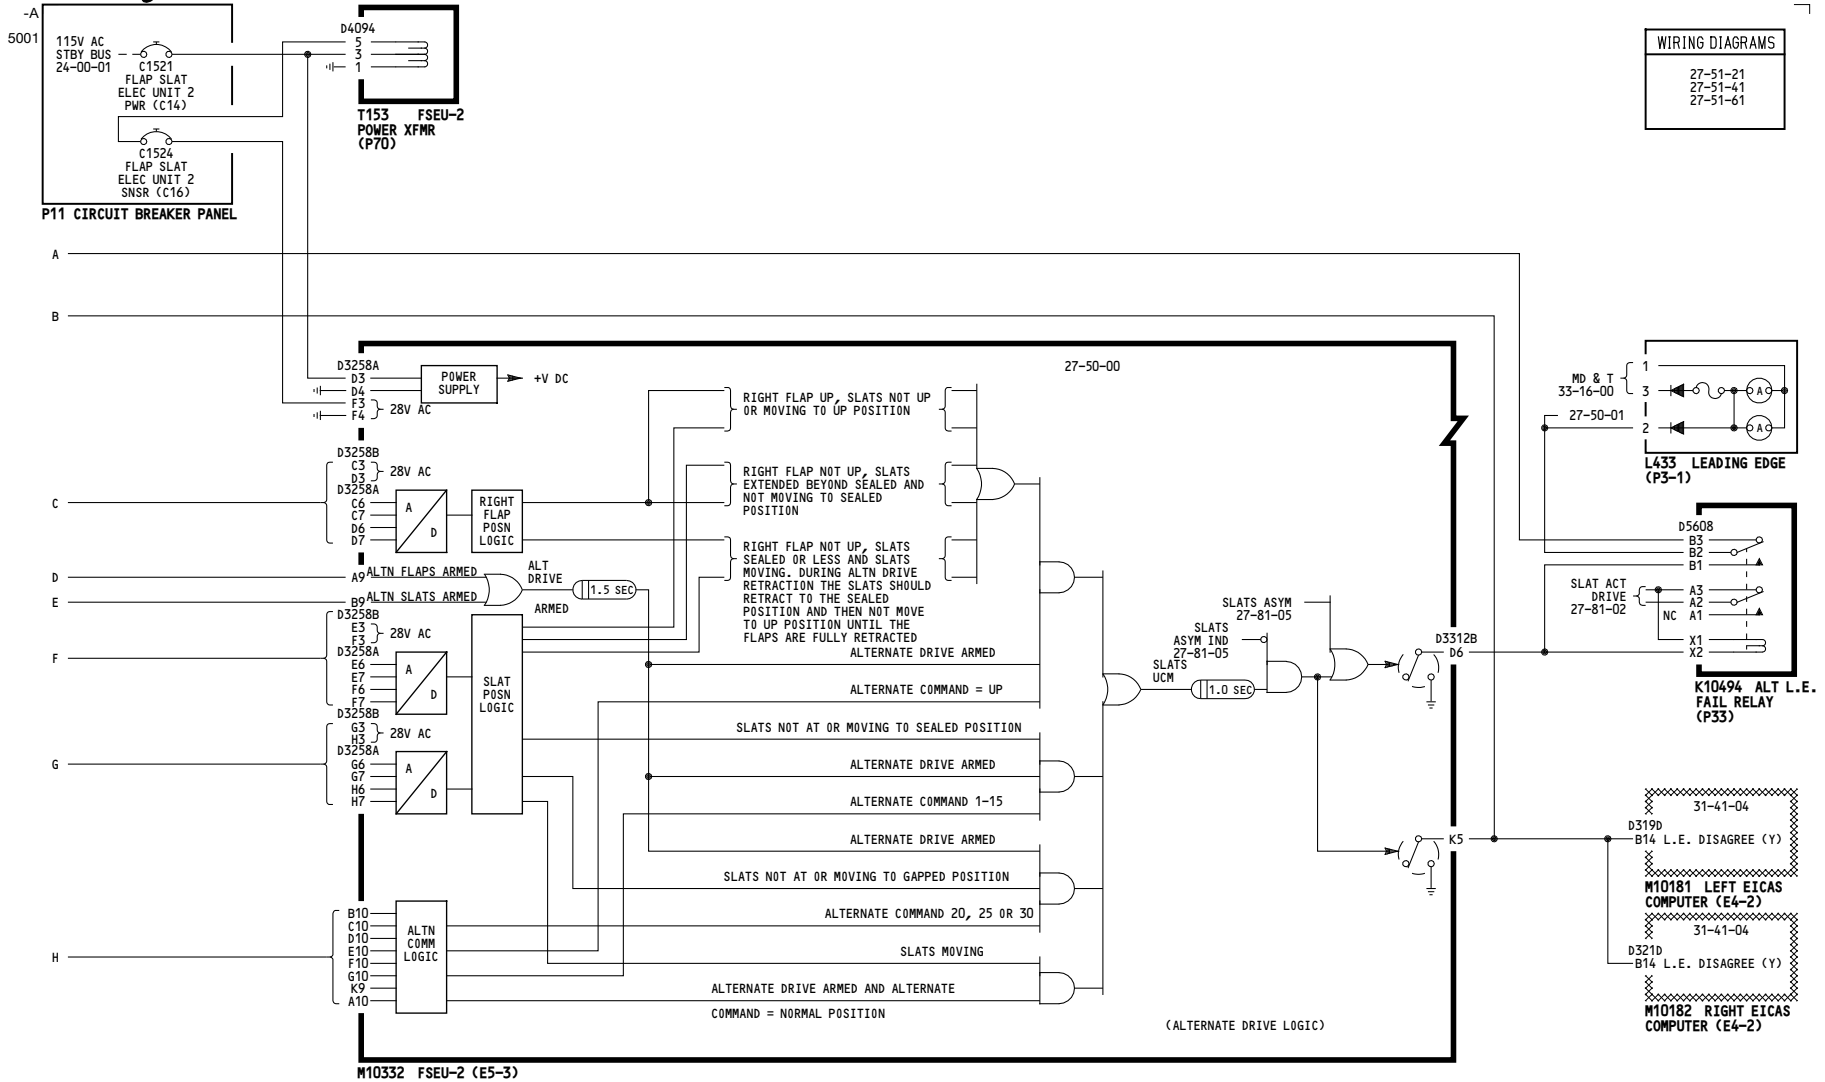 -A
5001
115V AC
STBY BUS
24-00-01
C1521
FLAP SLAT
ELEC UNIT 2
PWR (C14)
C1524
FLAP SLAT
ELEC UNIT 2
SNSR (C16)
P11 CIRCUIT BREAKER PANEL
D4094
5
3
1
T153 FSEU-2
POWER XFMR
(P70)
WIRING DIAGRAMS
27-51-21
27-51-41
27-51-61
A
B
C
D
E
F
G
H
27-50-00
D3258A
D3
D4
F3
F4
28V AC
POWER
SUPPLY
+V DC
D3258B
C3
D3
28V AC
D3258A
C6
C7
D6
D7
A
D
RIGHT
FLAP
POSN
LOGIC
A9
ALTN FLAPS ARMED
B9
ALTN SLATS ARMED
ALT
DRIVE
ARMED
1.5 SEC
D3258B
E3
F3
28V AC
D3258A
E6
E7
F6
F7
A
D
D3258B
G3
H3
28V AC
D3258A
G6
G7
H6
H7
A
D
SLAT
POSN
LOGIC
B10
C10
D10
E10
F10
G10
K9
A10
ALTN
COMM
LOGIC
RIGHT FLAP UP, SLATS NOT UP
OR MOVING TO UP POSITION
RIGHT FLAP NOT UP, SLATS
EXTENDED BEYOND SEALED AND
NOT MOVING TO SEALED
POSITION
RIGHT FLAP NOT UP, SLATS
SEALED OR LESS AND SLATS
MOVING. DURING ALTN DRIVE
RETRACTION THE SLATS SHOULD
RETRACT TO THE SEALED
POSITION AND THEN NOT MOVE
TO UP POSITION UNTIL THE
FLAPS ARE FULLY RETRACTED
ALTERNATE DRIVE ARMED
ALTERNATE COMMAND = UP
SLATS NOT AT OR MOVING TO SEALED POSITION
ALTERNATE DRIVE ARMED
ALTERNATE COMMAND 1-15
ALTERNATE DRIVE ARMED
SLATS NOT AT OR MOVING TO GAPPED POSITION
ALTERNATE COMMAND 20, 25 OR 30
SLATS MOVING
ALTERNATE DRIVE ARMED AND ALTERNATE
COMMAND = NORMAL POSITION
SLATS ASYM
27-81-05
SLATS
ASYM IND
27-81-05
SLATS
UCM
1.0 SEC
D3312B
D6
K5
(ALTERNATE DRIVE LOGIC)
M10332 FSEU-2 (E5-3)
MD & T
33-16-00
27-50-01
1
3
2
A
A
L433 LEADING EDGE
(P3-1)
D5608
B3
B2
B1
SLAT ACT
DRIVE
27-81-02
A3
A2
NC A1
X1
X2
K10494 ALT L.E.
FAIL RELAY
(P33)
31-41-04
D319D
B14 L.E. DISAGREE (Y)
M10181 LEFT EICAS
COMPUTER (E4-2)
31-41-04
D321D
B14 L.E. DISAGREE (Y)
M10182 RIGHT EICAS
COMPUTER (E4-2)